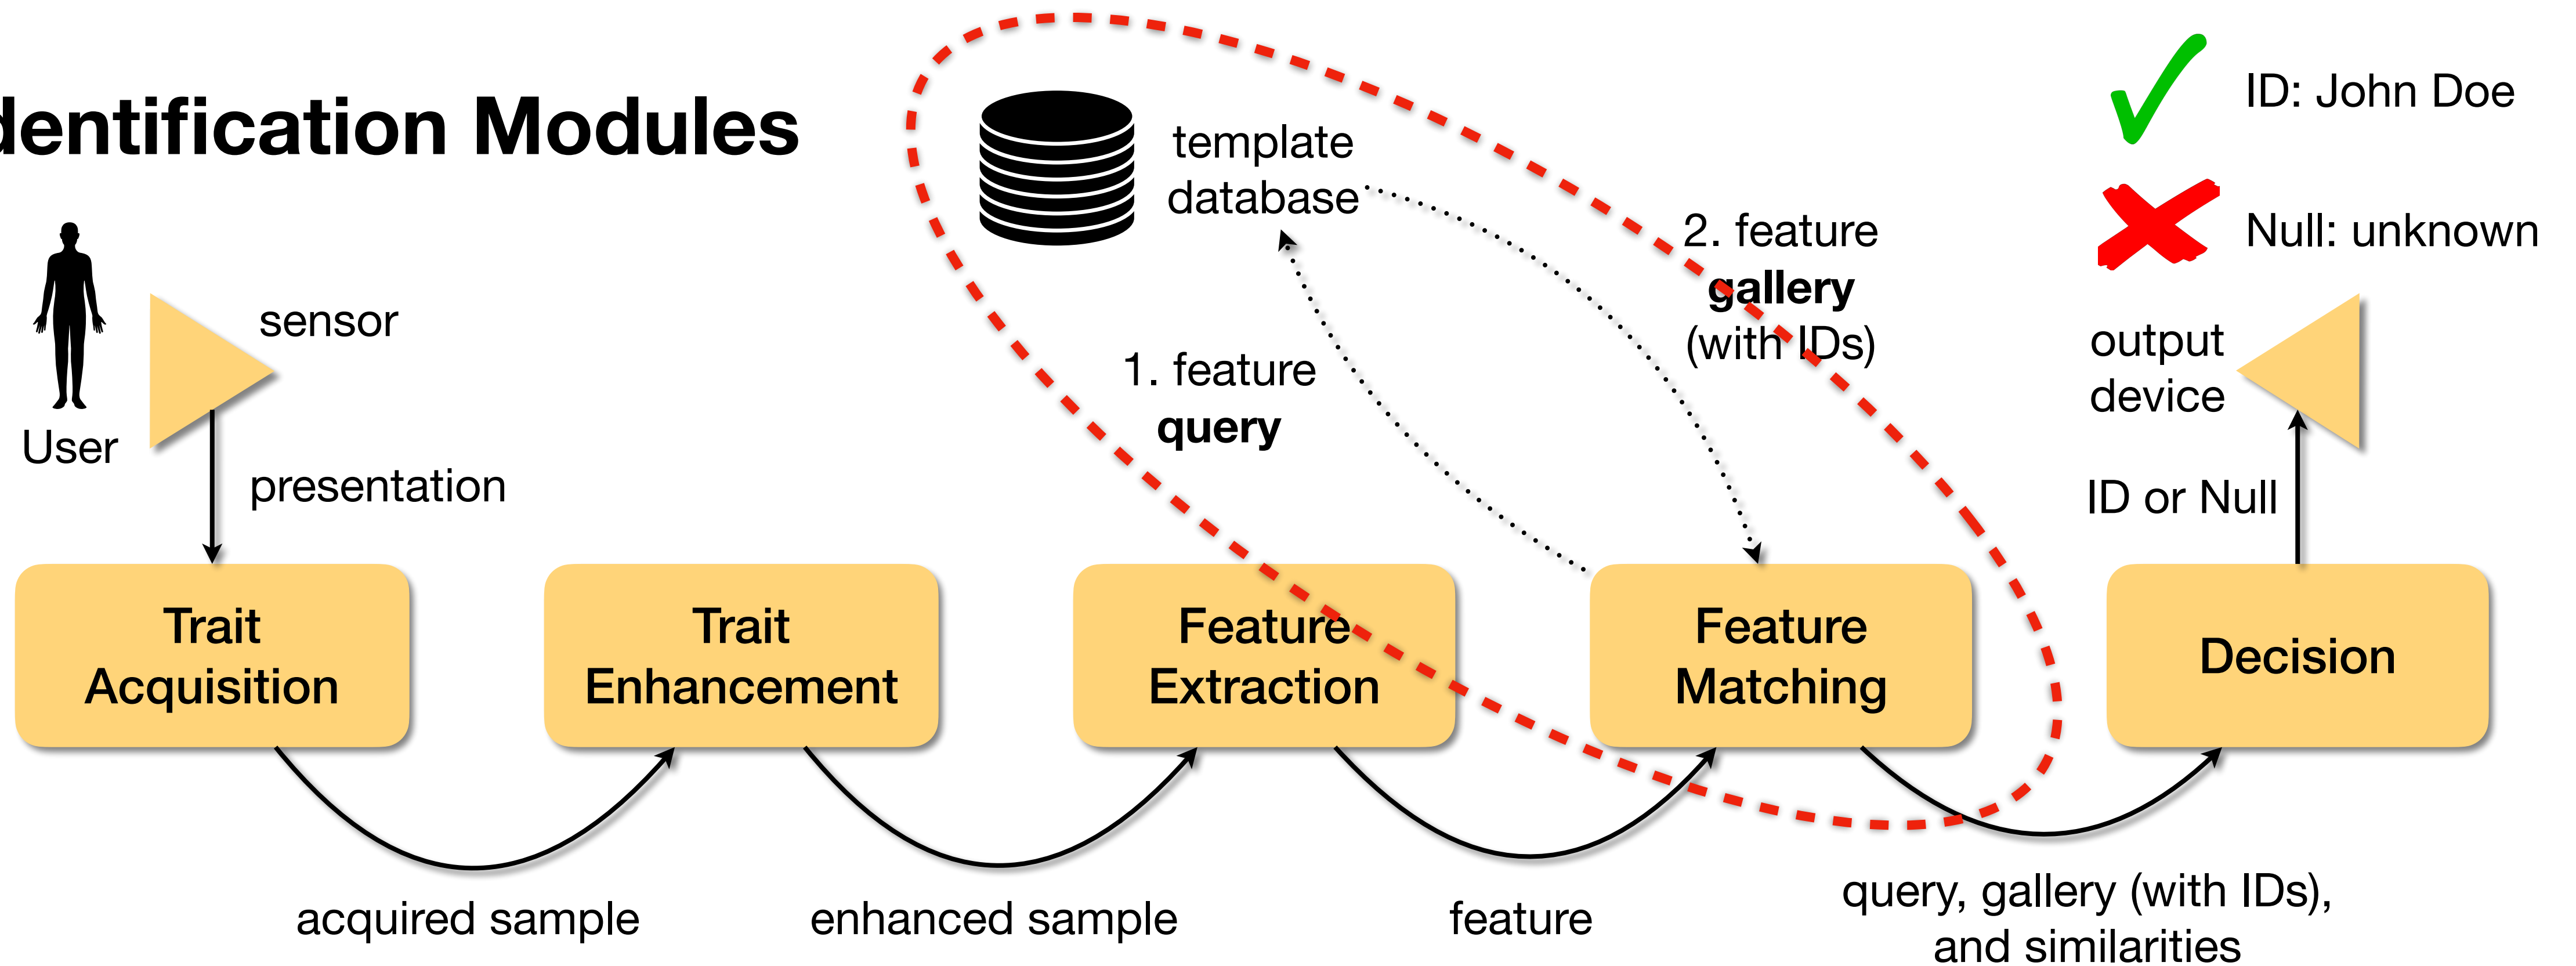 dentification Modules
User
sensor
presentation
template
database
1. feature
query
2. feature
gallery
(with IDs)
ID: John Doe
Null: unknown
output
device
ID or Null
Trait
Acquisition
Trait
Enhancement
Feature
Extraction
Feature
Matching
Decision
acquired sample
enhanced sample
feature
query, gallery (with IDs),
and similarities